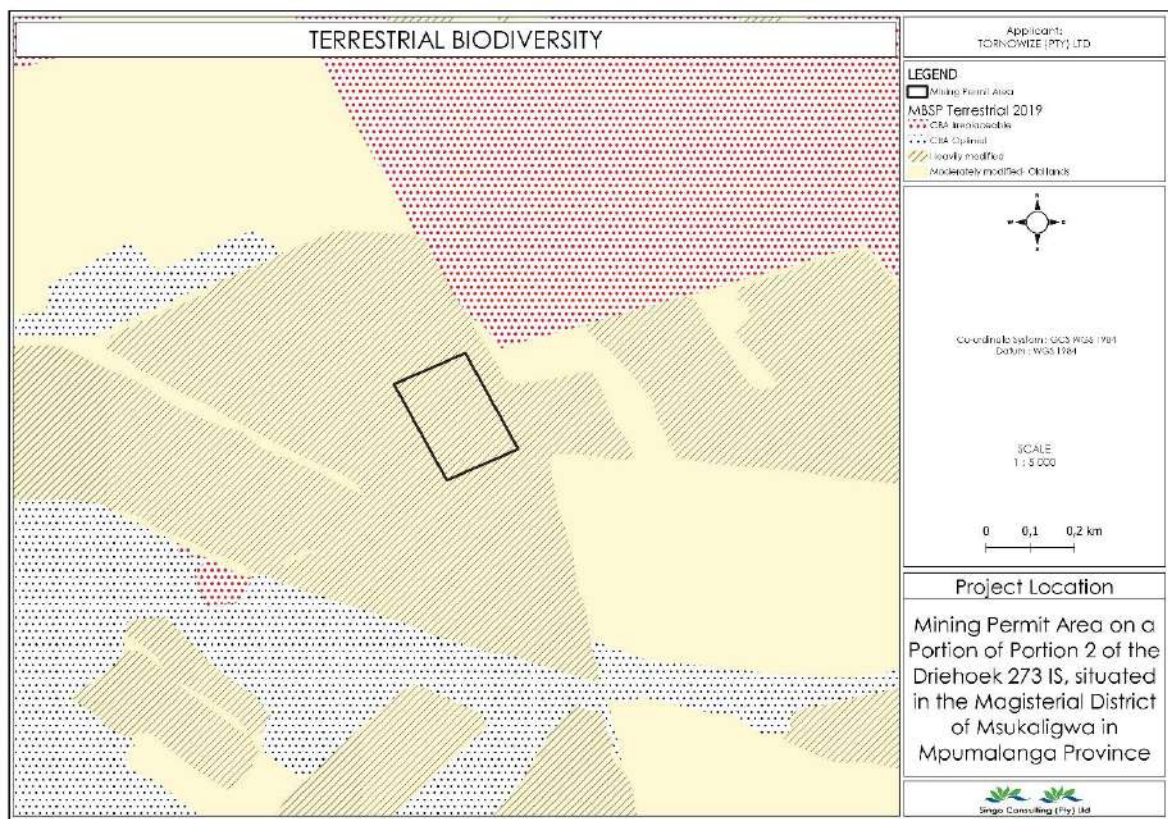 TERRESTRIAL BIODIVERSITY
Applicant:
TORNOWIZE (PTY) LTD
LEGEND
Mining Permit Area
MBSP Terrestrial 2019
CBA Irreplaceable
CBA Optimal
Heavily modified
Moderately modified- Old lands
N
W
E
S
Co-ordinate System : GCS WGS 1984
Datum : WGS 1984
SCALE
1 : 5 000
0 0,1 0,2 km
Project Location
Mining Permit Area on a
Portion of Portion 2 of the
Driehoek 273 IS, situated
in the Magisterial District
of Msukaligwa in
Mpumalanga Province
Singo Consulting (Pty) Ltd